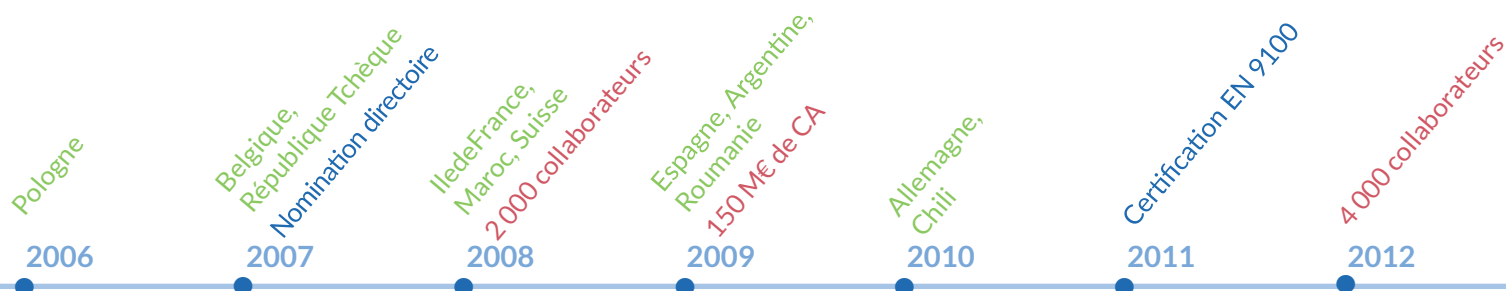 Pologne
2006
Belgique,
République Tchèque
Nomination directoire
2007
IledeFrance,
Maroc, Suisse
2 000 collaborateurs
2008
Espagne, Argentine,
Roumanie
150 M€ de CA
2009
Allemagne,
Chili
2010
Certification EN 9100
2011
4 000 collaborateurs
2012